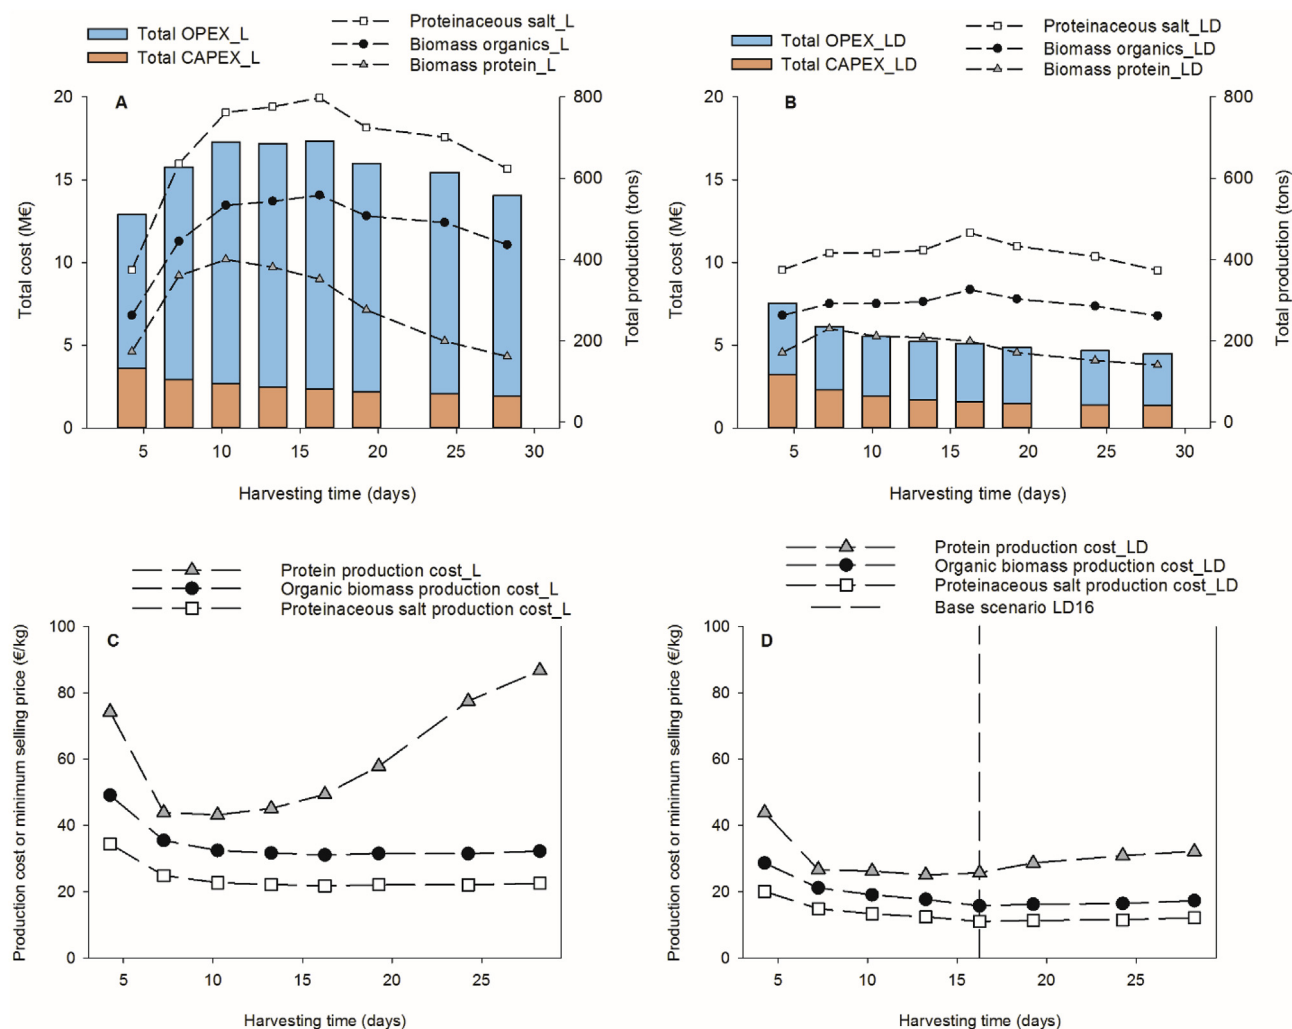 Total OPEX_L
Total CAPEX_L
Proteinaceous salt_L
Biomass organics_L
Biomass protein_L
A
20
15
10
5
0
Total cost (M€)
800
600
400
200
0
Total production (tons)
5 10 15 20 25 30
Harvesting time (days)
Total OPEX_LD
Total CAPEX_LD
Proteinaceous salt_LD
Biomass organics_LD
Biomass protein_LD
B
20
15
10
5
0
Total cost (M€)
800
600
400
200
0
Total production (tons)
5 10 15 20 25 30
Harvesting time (days)
Protein production cost_L
Organic biomass production cost_L
Proteinaceous salt production cost_L
C
100
80
60
40
20
0
Production cost or minimum selling price (€/kg)
5 10 15 20 25
Harvesting time (days)
Protein production cost_LD
Organic biomass production cost_LD
Proteinaceous salt production cost_LD
Base scenario LD16
D
100
80
60
40
20
0
Production cost or minimum selling price (€/kg)
5 10 15 20 25
Harvesting time (days)